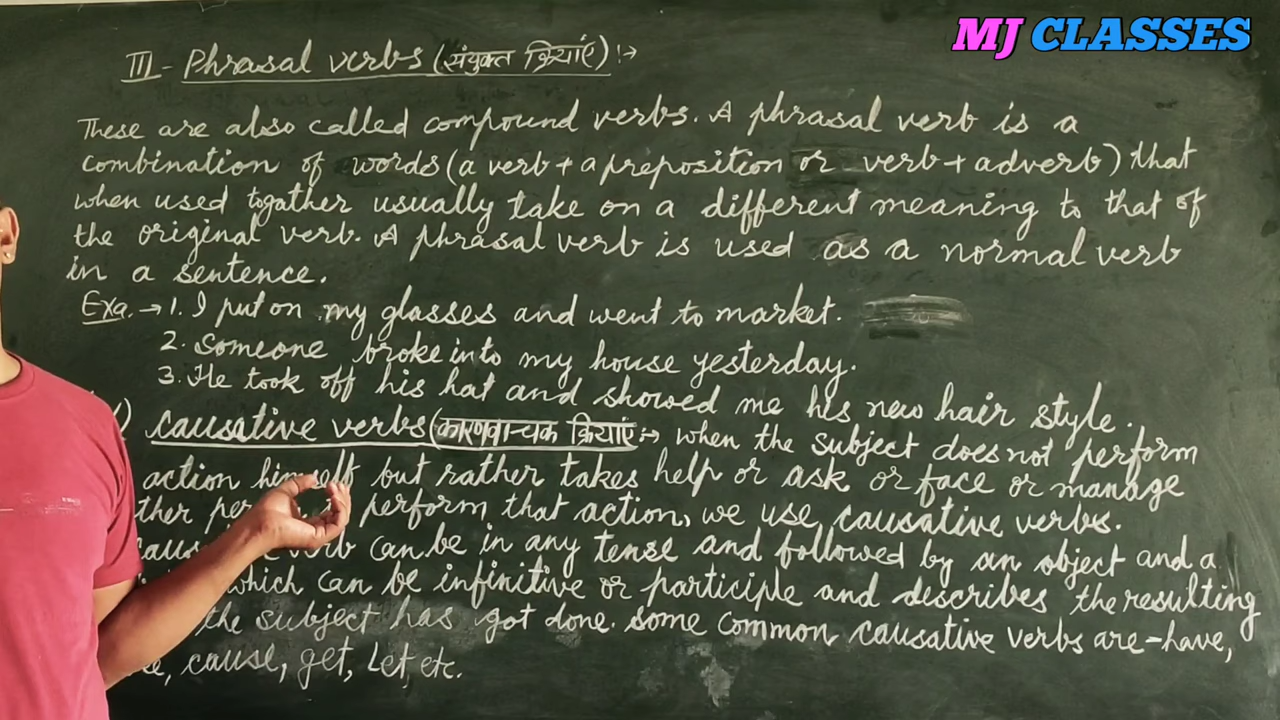 MJ CLASSES
III - Phrasal verbs (संयुक्त क्रियाएं) :→
These are also called compound verbs. A phrasal verb is a
combination of words (a verb + a preposition or verb + adverb) that
when used togather usually take on a different meaning to that of
the original verb. A phrasal verb is used as a normal verb
in a sentence.
Exa. → 1. I put on my glasses and went to market.
2. Someone broke into my house yesterday.
3. He took off his hat and showed me his new hair style.
) causative verbs (कारणवाचक क्रियाएं :→ when the subject does not perform
action himself but rather takes help or ask or face or manage
ther perform that action, we use causative verbs.
verb can be in any tense and followed by an object and a
which can be infinitive or participle and describes the resulting
the subject has got done. some common causative verbs are - have,
cause, get, Let, etc.